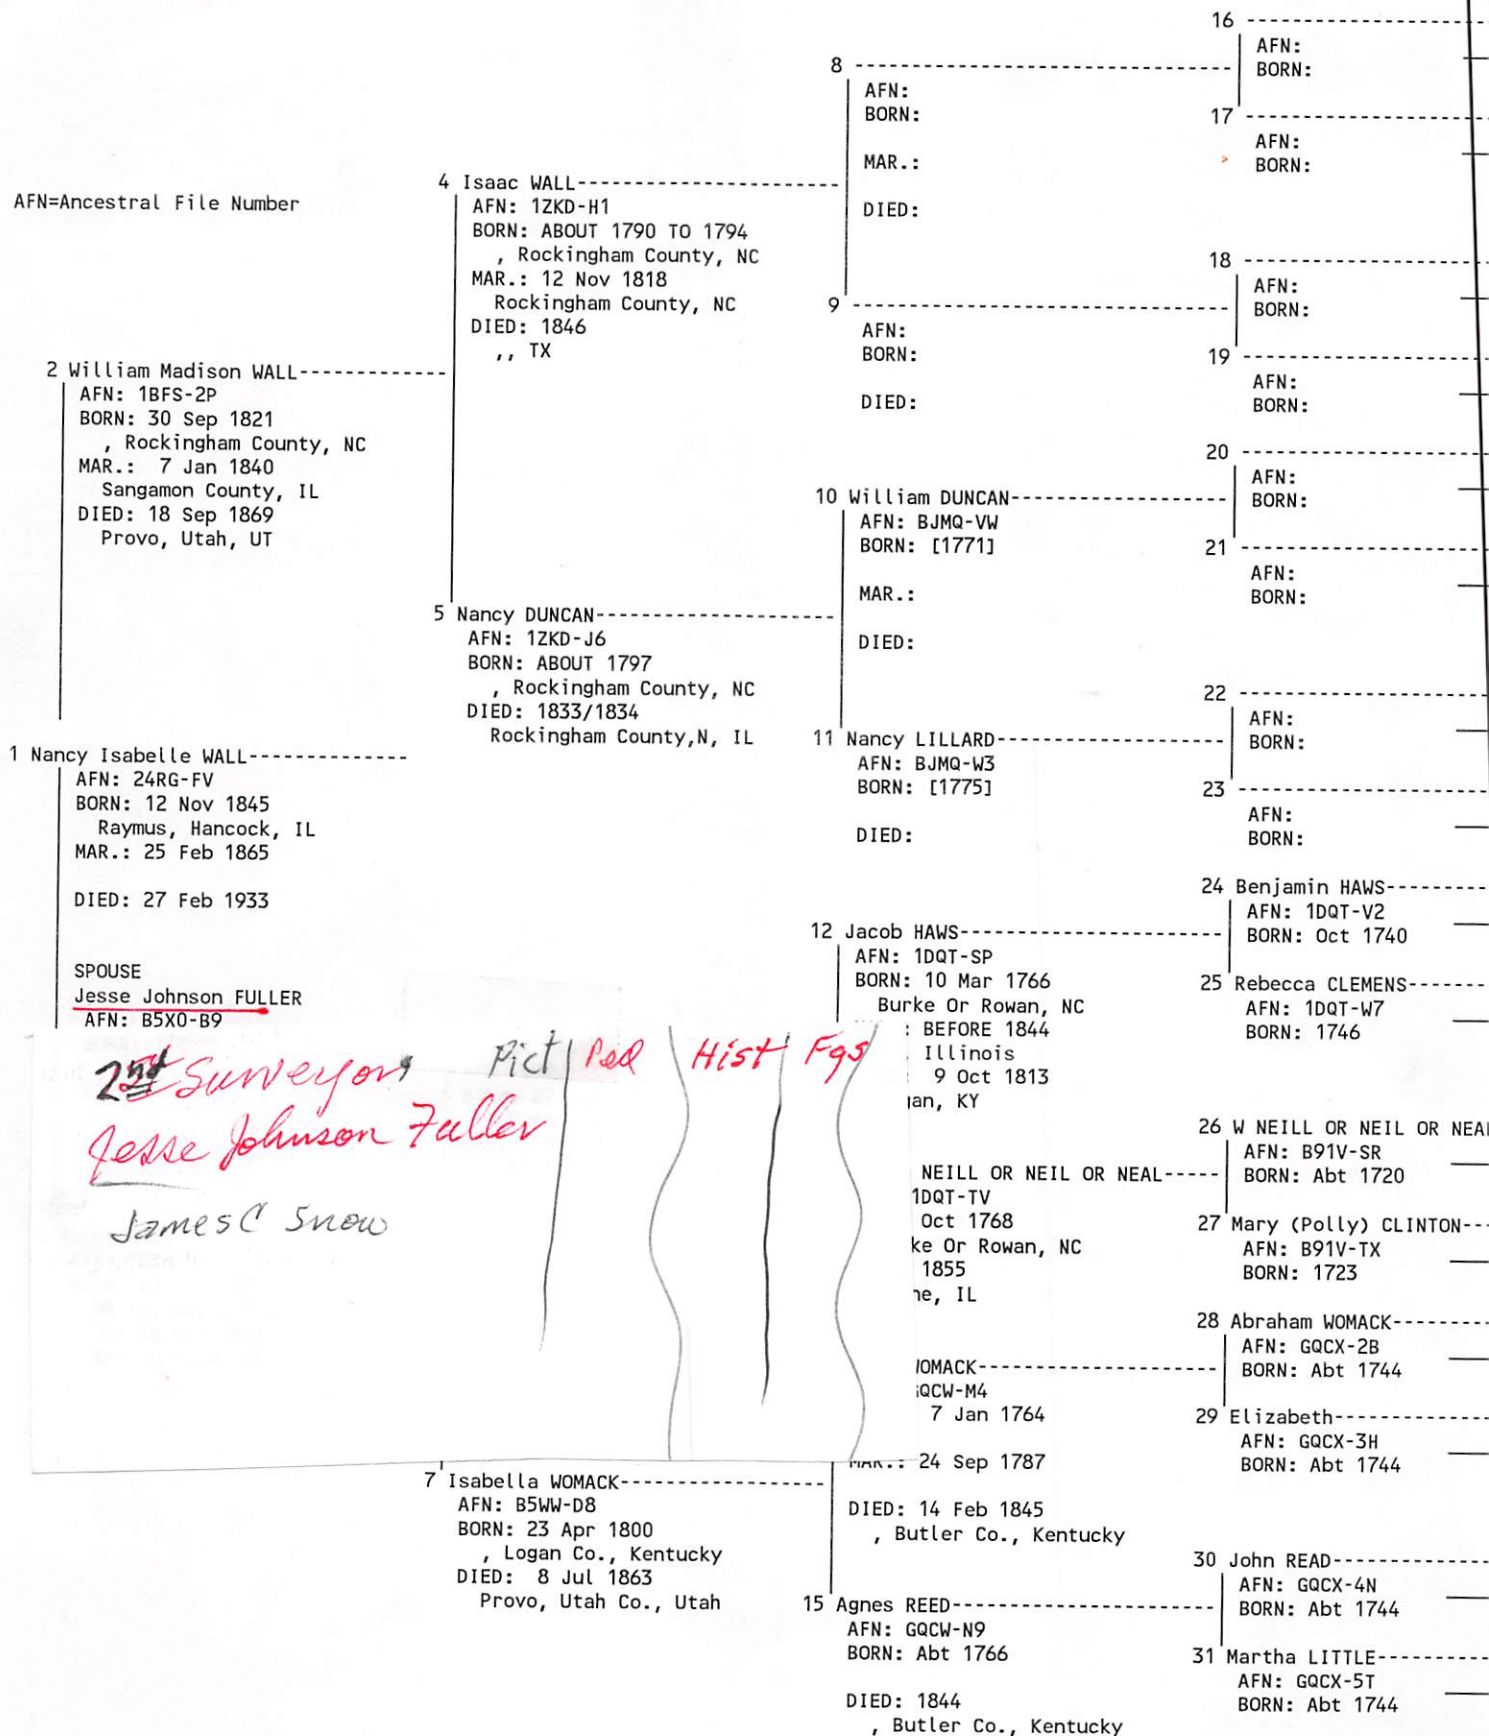 AFN=Ancestral File Number
1 Nancy Isabelle WALL-------------
AFN: 24RG-FV
BORN: 12 Nov 1845
Raymus, Hancock, IL
MAR.: 25 Feb 1865
DIED: 27 Feb 1933
SPOUSE
Jesse Johnson FULLER
AFN: B5X0-B9
2nd Surveyor
Jesse Johnson Fuller
James C Snow
Pict Ped Hist Fgs
2 William Madison WALL------------
AFN: 1BFS-2P
BORN: 30 Sep 1821
, Rockingham County, NC
MAR.:  7 Jan 1840
Sangamon County, IL
DIED: 18 Sep 1869
Provo, Utah, UT
4 Isaac WALL----------------------
AFN: 1ZKD-H1
BORN: ABOUT 1790 TO 1794
, Rockingham County, NC
MAR.: 12 Nov 1818
Rockingham County, NC
DIED: 1846
,, TX
5 Nancy DUNCAN--------------------
AFN: 1ZKD-J6
BORN: ABOUT 1797
, Rockingham County, NC
DIED: 1833/1834
Rockingham County,N, IL
7 Isabella WOMACK-----------------
AFN: B5WW-D8
BORN: 23 Apr 1800
, Logan Co., Kentucky
DIED:  8 Jul 1863
Provo, Utah Co., Utah
8 --------------------------------
AFN:
BORN:
MAR.:
DIED:
9 --------------------------------
AFN:
BORN:
DIED:
10 William DUNCAN------------------
AFN: BJMQ-VW
BORN: [1771]
MAR.:
DIED:
11 Nancy LILLARD-------------------
AFN: BJMQ-W3
BORN: [1775]
DIED:
12 Jacob HAWS----------------------
AFN: 1DQT-SP
BORN: 10 Mar 1766
Burke Or Rowan, NC
: BEFORE 1844
Illinois
9 Oct 1813
an, KY
NEILL OR NEIL OR NEAL-----
1DQT-TV
Oct 1768
ke Or Rowan, NC
1855
ne, IL
WOMACK--------------------
GQCW-M4
7 Jan 1764
MAR.: 24 Sep 1787
DIED: 14 Feb 1845
, Butler Co., Kentucky
15 Agnes REED----------------------
AFN: GQCW-N9
BORN: Abt 1766
DIED: 1844
, Butler Co., Kentucky
16 --------------------
AFN:
BORN:
17 --------------------
AFN:
BORN:
18 --------------------
AFN:
BORN:
19 --------------------
AFN:
BORN:
20 --------------------
AFN:
BORN:
21 --------------------
AFN:
BORN:
22 --------------------
AFN:
BORN:
23 --------------------
AFN:
BORN:
24 Benjamin HAWS--------
AFN: 1DQT-V2
BORN: Oct 1740
25 Rebecca CLEMENS------
AFN: 1DQT-W7
BORN: 1746
26 W NEILL OR NEIL OR NEAL
AFN: B91V-SR
BORN: Abt 1720
27 Mary (Polly) CLINTON--
AFN: B91V-TX
BORN: 1723
28 Abraham WOMACK--------
AFN: GQCX-2B
BORN: Abt 1744
29 Elizabeth-------------
AFN: GQCX-3H
BORN: Abt 1744
30 John READ-------------
AFN: GQCX-4N
BORN: Abt 1744
31 Martha LITTLE---------
AFN: GQCX-5T
BORN: Abt 1744